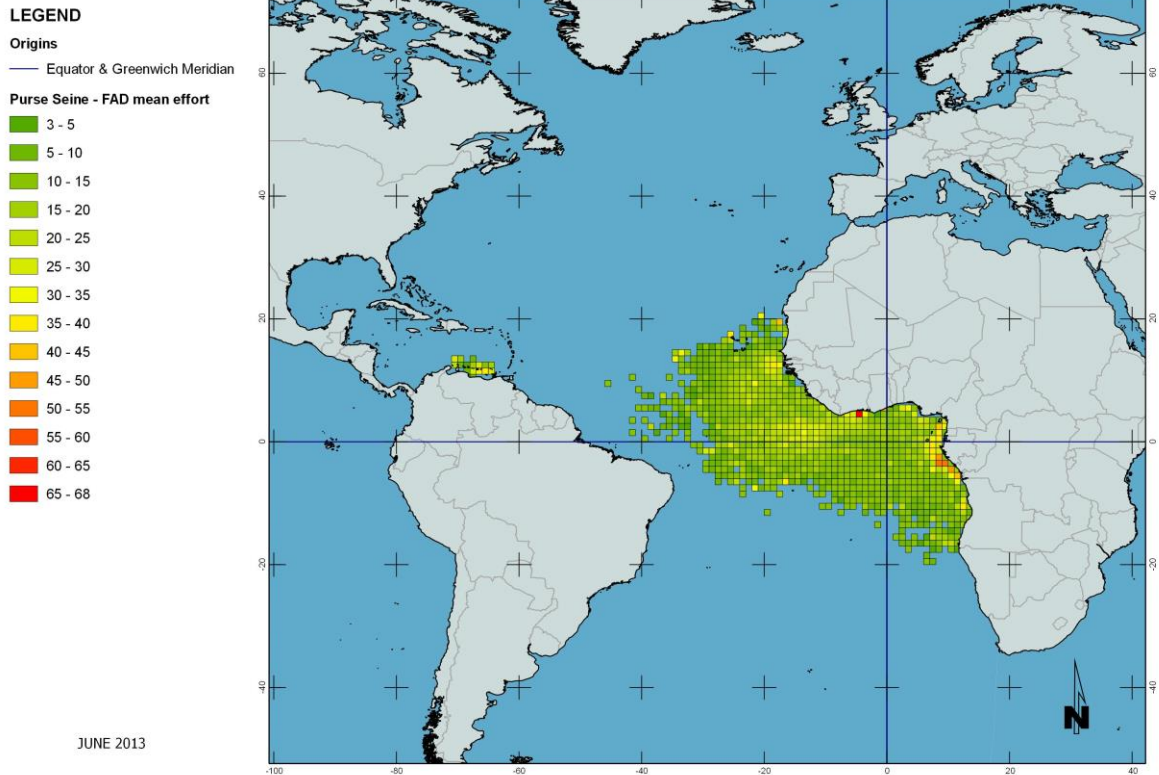 LEGEND
Origins
Equator & Greenwich Meridian
Purse Seine - FAD mean effort
3 - 5
5 - 10
10 - 15
15 - 20
20 - 25
25 - 30
30 - 35
35 - 40
40 - 45
45 - 50
50 - 55
55 - 60
60 - 65
65 - 68
JUNE 2013
60
60
40
40
20
20
0
0
-20
-20
-40
-40
N
-100
-80
-60
-40
-20
0
20
40